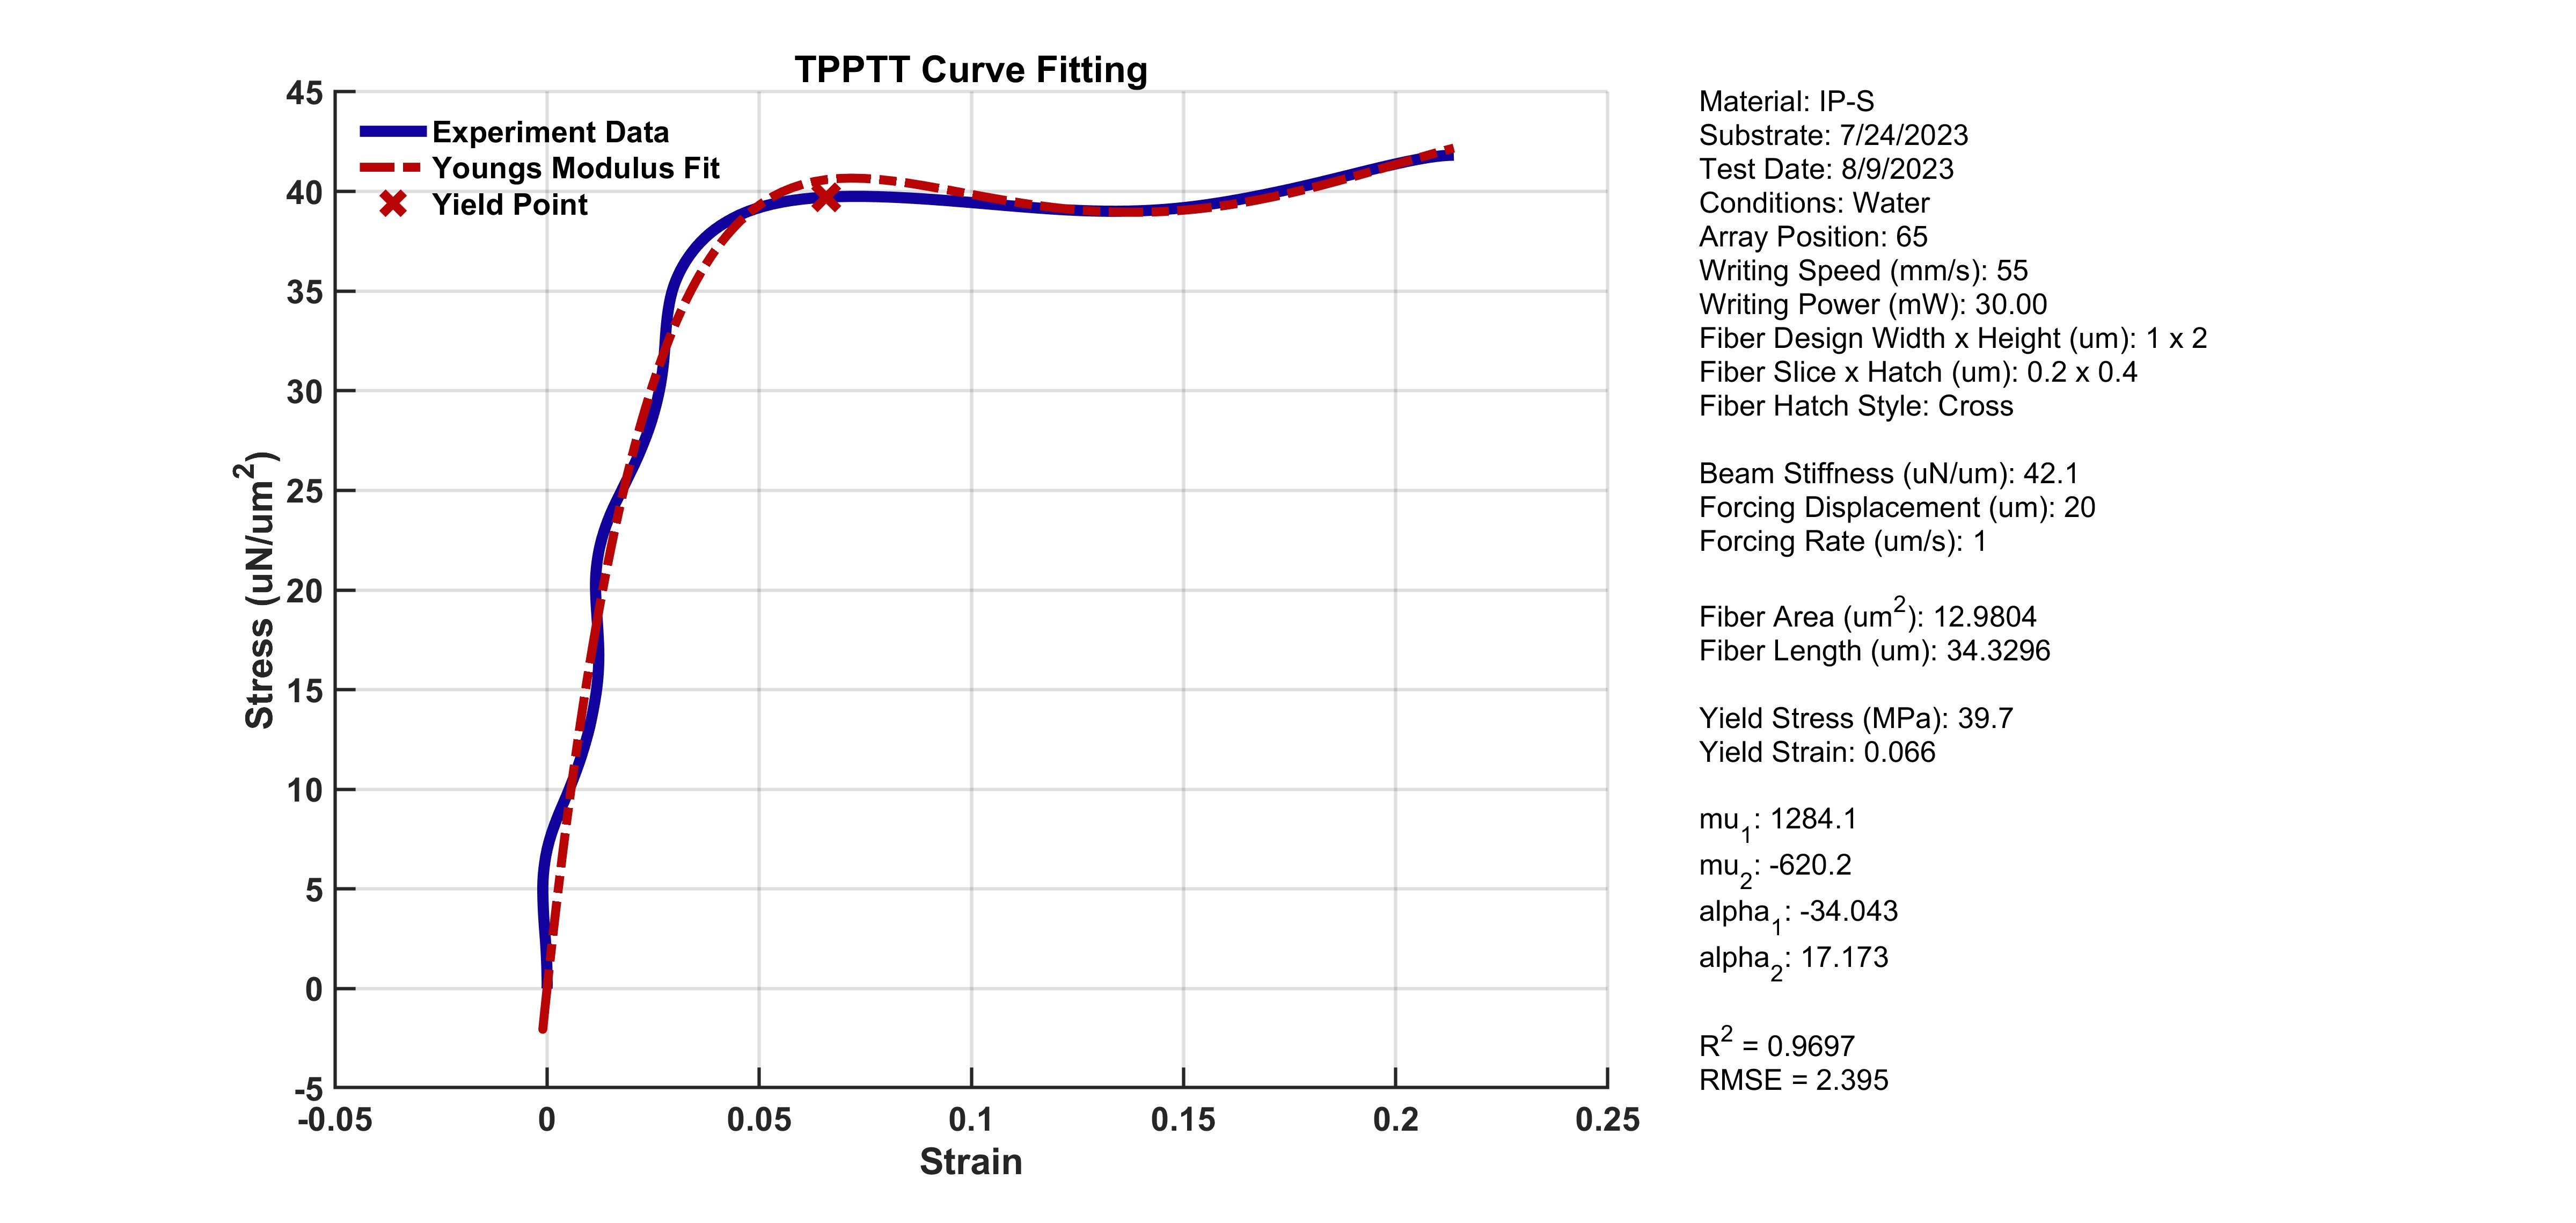 TPPTT Curve Fitting
45
40
35
30
25
20
15
10
5
0
-5
Stress (uN/um²)
Experiment Data
Youngs Modulus Fit
Yield Point
-0.05 0 0.05 0.1 0.15 0.2 0.25
Strain
Material: IP-S
Substrate: 7/24/2023
Test Date: 8/9/2023
Conditions: Water
Array Position: 65
Writing Speed (mm/s): 55
Writing Power (mW): 30.00
Fiber Design Width x Height (um): 1 x 2
Fiber Slice x Hatch (um): 0.2 x 0.4
Fiber Hatch Style: Cross
Beam Stiffness (uN/um): 42.1
Forcing Displacement (um): 20
Forcing Rate (um/s): 1
Fiber Area (um²): 12.9804
Fiber Length (um): 34.3296
Yield Stress (MPa): 39.7
Yield Strain: 0.066
mu₁: 1284.1
mu₂: -620.2
alpha₁: -34.043
alpha₂: 17.173
R² = 0.9697
RMSE = 2.395